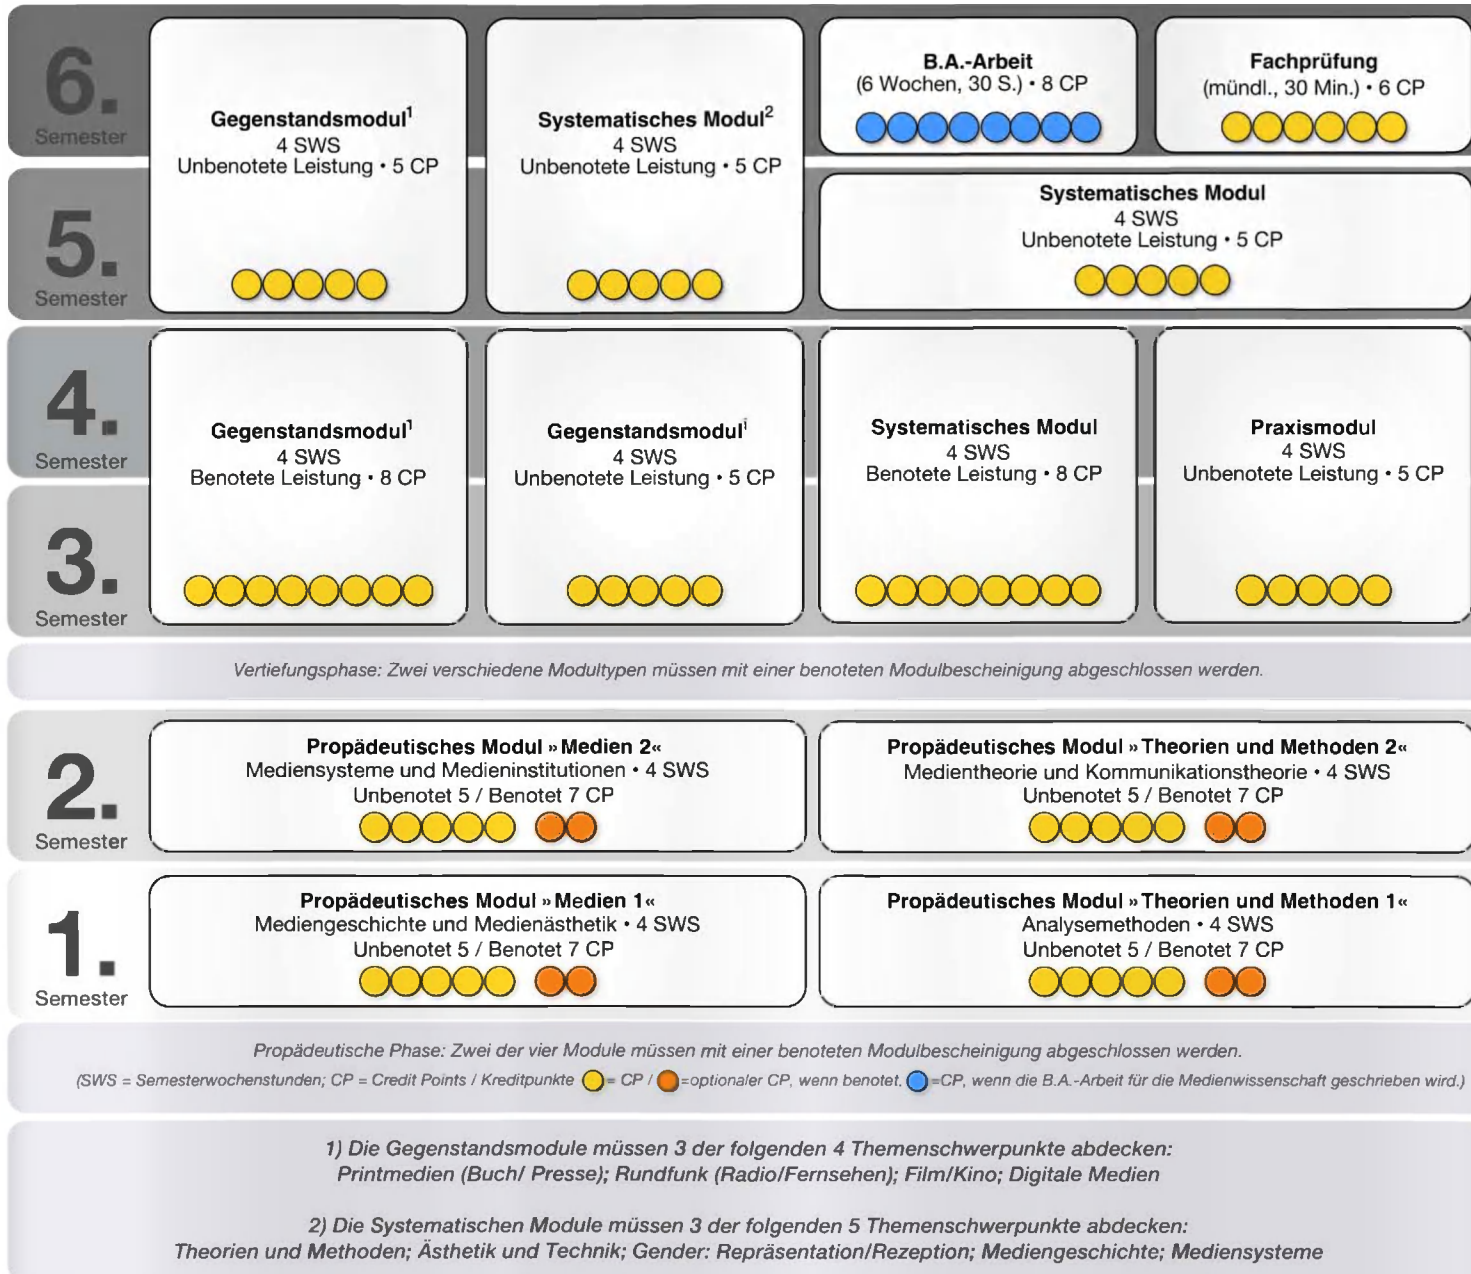 6.
Semester
Gegenstandsmodul¹
4 SWS
Unbenotete Leistung • 5 CP
Systematisches Modul²
4 SWS
Unbenotete Leistung • 5 CP
B.A.-Arbeit
(6 Wochen, 30 S.) • 8 CP
Fachprüfung
(mündl., 30 Min.) • 6 CP
5.
Semester
Systematisches Modul
4 SWS
Unbenotete Leistung • 5 CP
4.
Semester
Gegenstandsmodul¹
4 SWS
Benotete Leistung • 8 CP
Gegenstandsmodul¹
4 SWS
Unbenotete Leistung • 5 CP
Systematisches Modul
4 SWS
Benotete Leistung • 8 CP
Praxismodul
4 SWS
Unbenotete Leistung • 5 CP
3.
Semester
Vertiefungsphase: Zwei verschiedene Modultypen müssen mit einer benoteten Modulbescheinigung abgeschlossen werden.
2.
Semester
Propädeutisches Modul »Medien 2«
Mediensysteme und Medieninstitutionen • 4 SWS
Unbenotet 5 / Benotet 7 CP
Propädeutisches Modul »Theorien und Methoden 2«
Medientheorie und Kommunikationstheorie • 4 SWS
Unbenotet 5 / Benotet 7 CP
1.
Semester
Propädeutisches Modul »Medien 1«
Mediengeschichte und Medienästhetik • 4 SWS
Unbenotet 5 / Benotet 7 CP
Propädeutisches Modul »Theorien und Methoden 1«
Analysemethoden • 4 SWS
Unbenotet 5 / Benotet 7 CP
Propädeutische Phase: Zwei der vier Module müssen mit einer benoteten Modulbescheinigung abgeschlossen werden.
(SWS = Semesterwochenstunden; CP = Credit Points / Kreditpunkte = CP / =optionaler CP, wenn benotet, =CP, wenn die B.A.-Arbeit für die Medienwissenschaft geschrieben wird.)
1) Die Gegenstandsmodule müssen 3 der folgenden 4 Themenschwerpunkte abdecken:
Printmedien (Buch/ Presse); Rundfunk (Radio/Fernsehen); Film/Kino; Digitale Medien
2) Die Systematischen Module müssen 3 der folgenden 5 Themenschwerpunkte abdecken:
Theorien und Methoden; Ästhetik und Technik; Gender: Repräsentation/Rezeption; Mediengeschichte; Mediensysteme